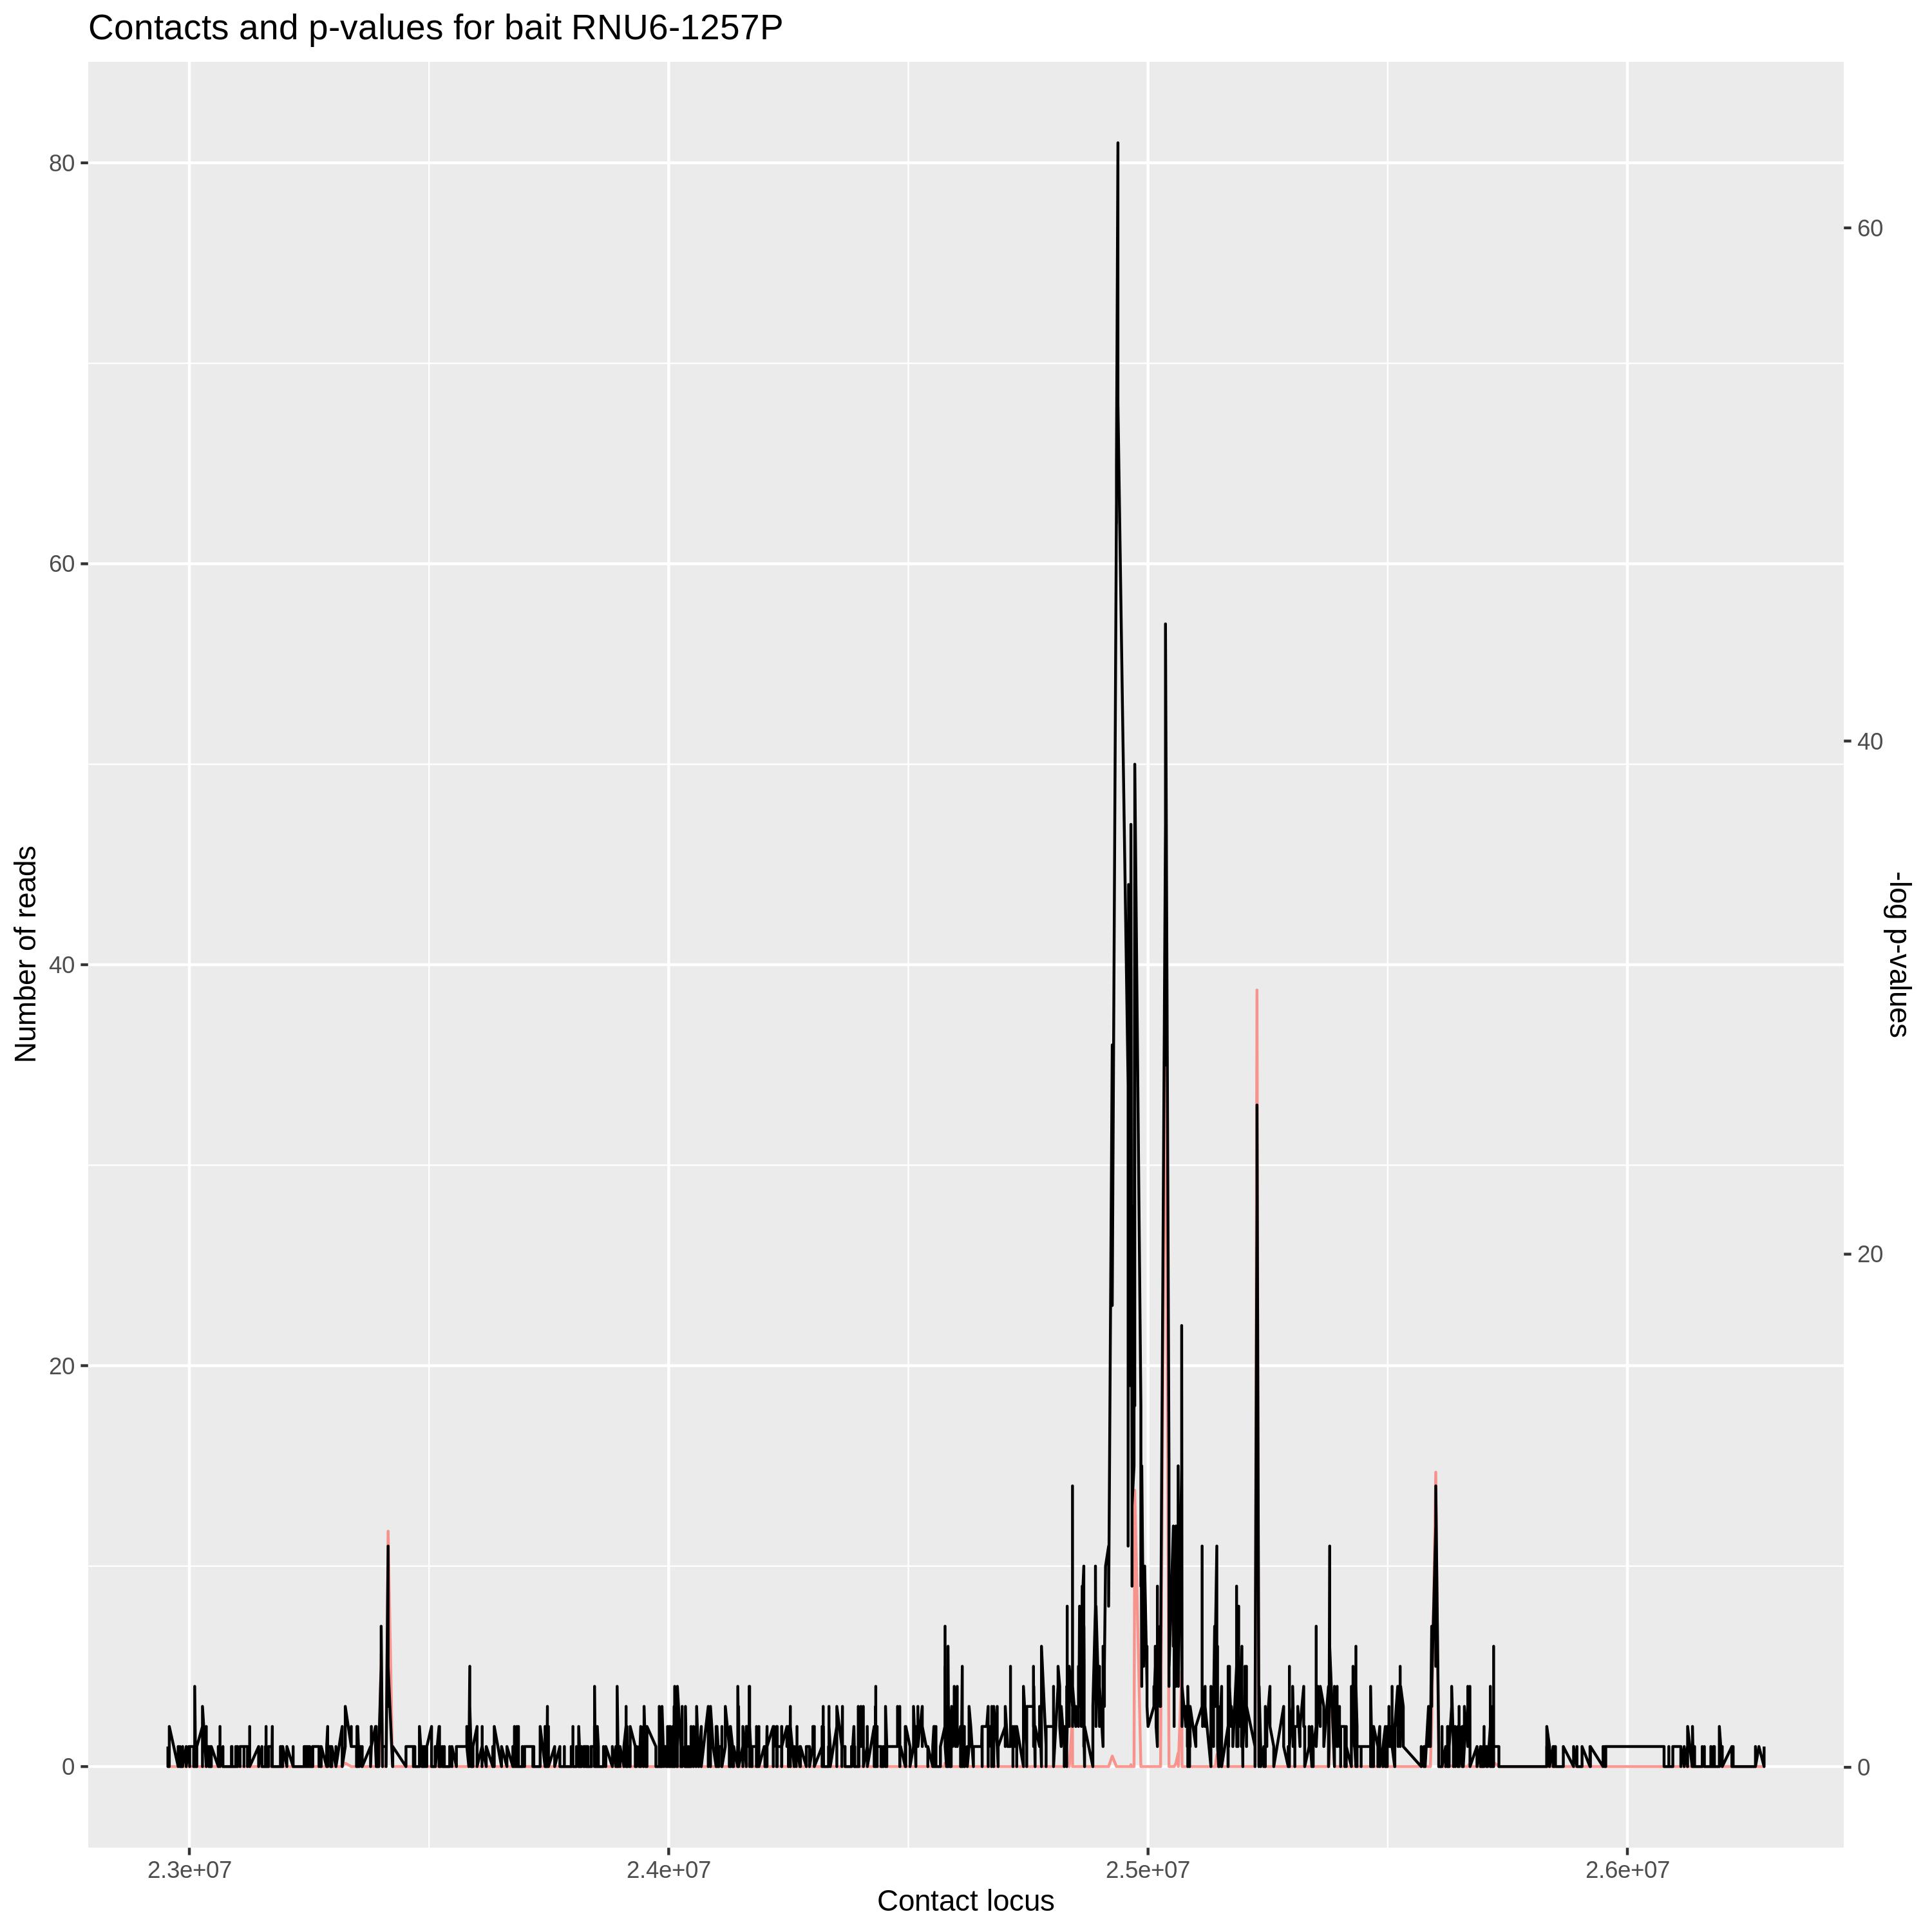 Contacts and p-values for bait RNU6-1257P
80
60
40
20
0
60
40
20
0
Number of reads
-log p-values
2.3e+07
2.4e+07
2.5e+07
2.6e+07
Contact locus